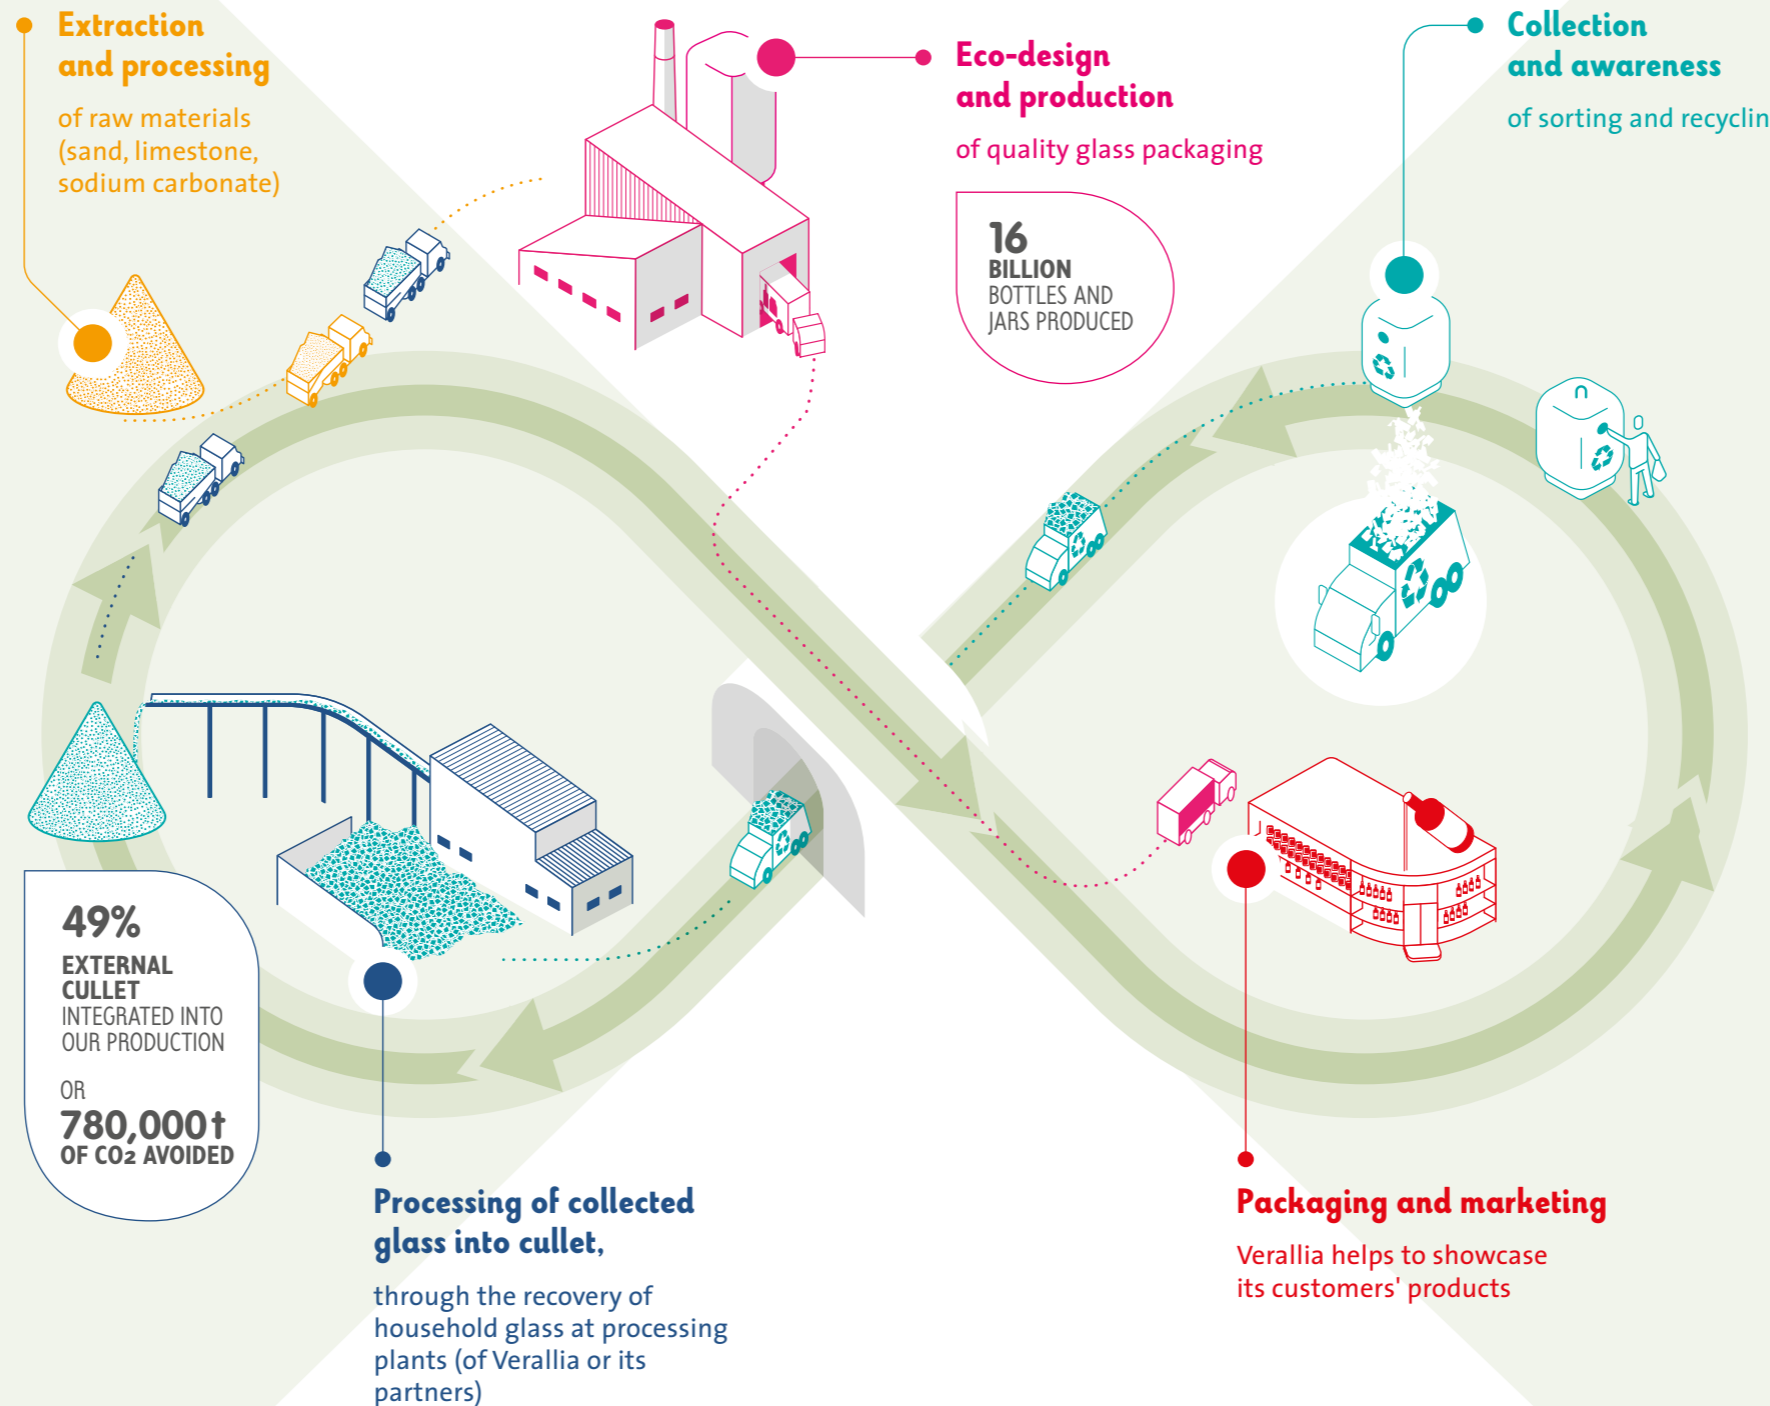 Extraction
and processing
of raw materials
(sand, limestone,
sodium carbonate)
Eco-design
and production
of quality glass packaging
16
BILLION
BOTTLES AND
JARS PRODUCED
Collection
and awareness
of sorting and recyclin
49%
EXTERNAL
CULLET
INTEGRATED INTO
OUR PRODUCTION
OR
780,000t
OF CO2 AVOIDED
Processing of collected
glass into cullet,
through the recovery of
household glass at processing
plants (of Verallia or its
partners)
Packaging and marketing
Verallia helps to showcase
its customers' products